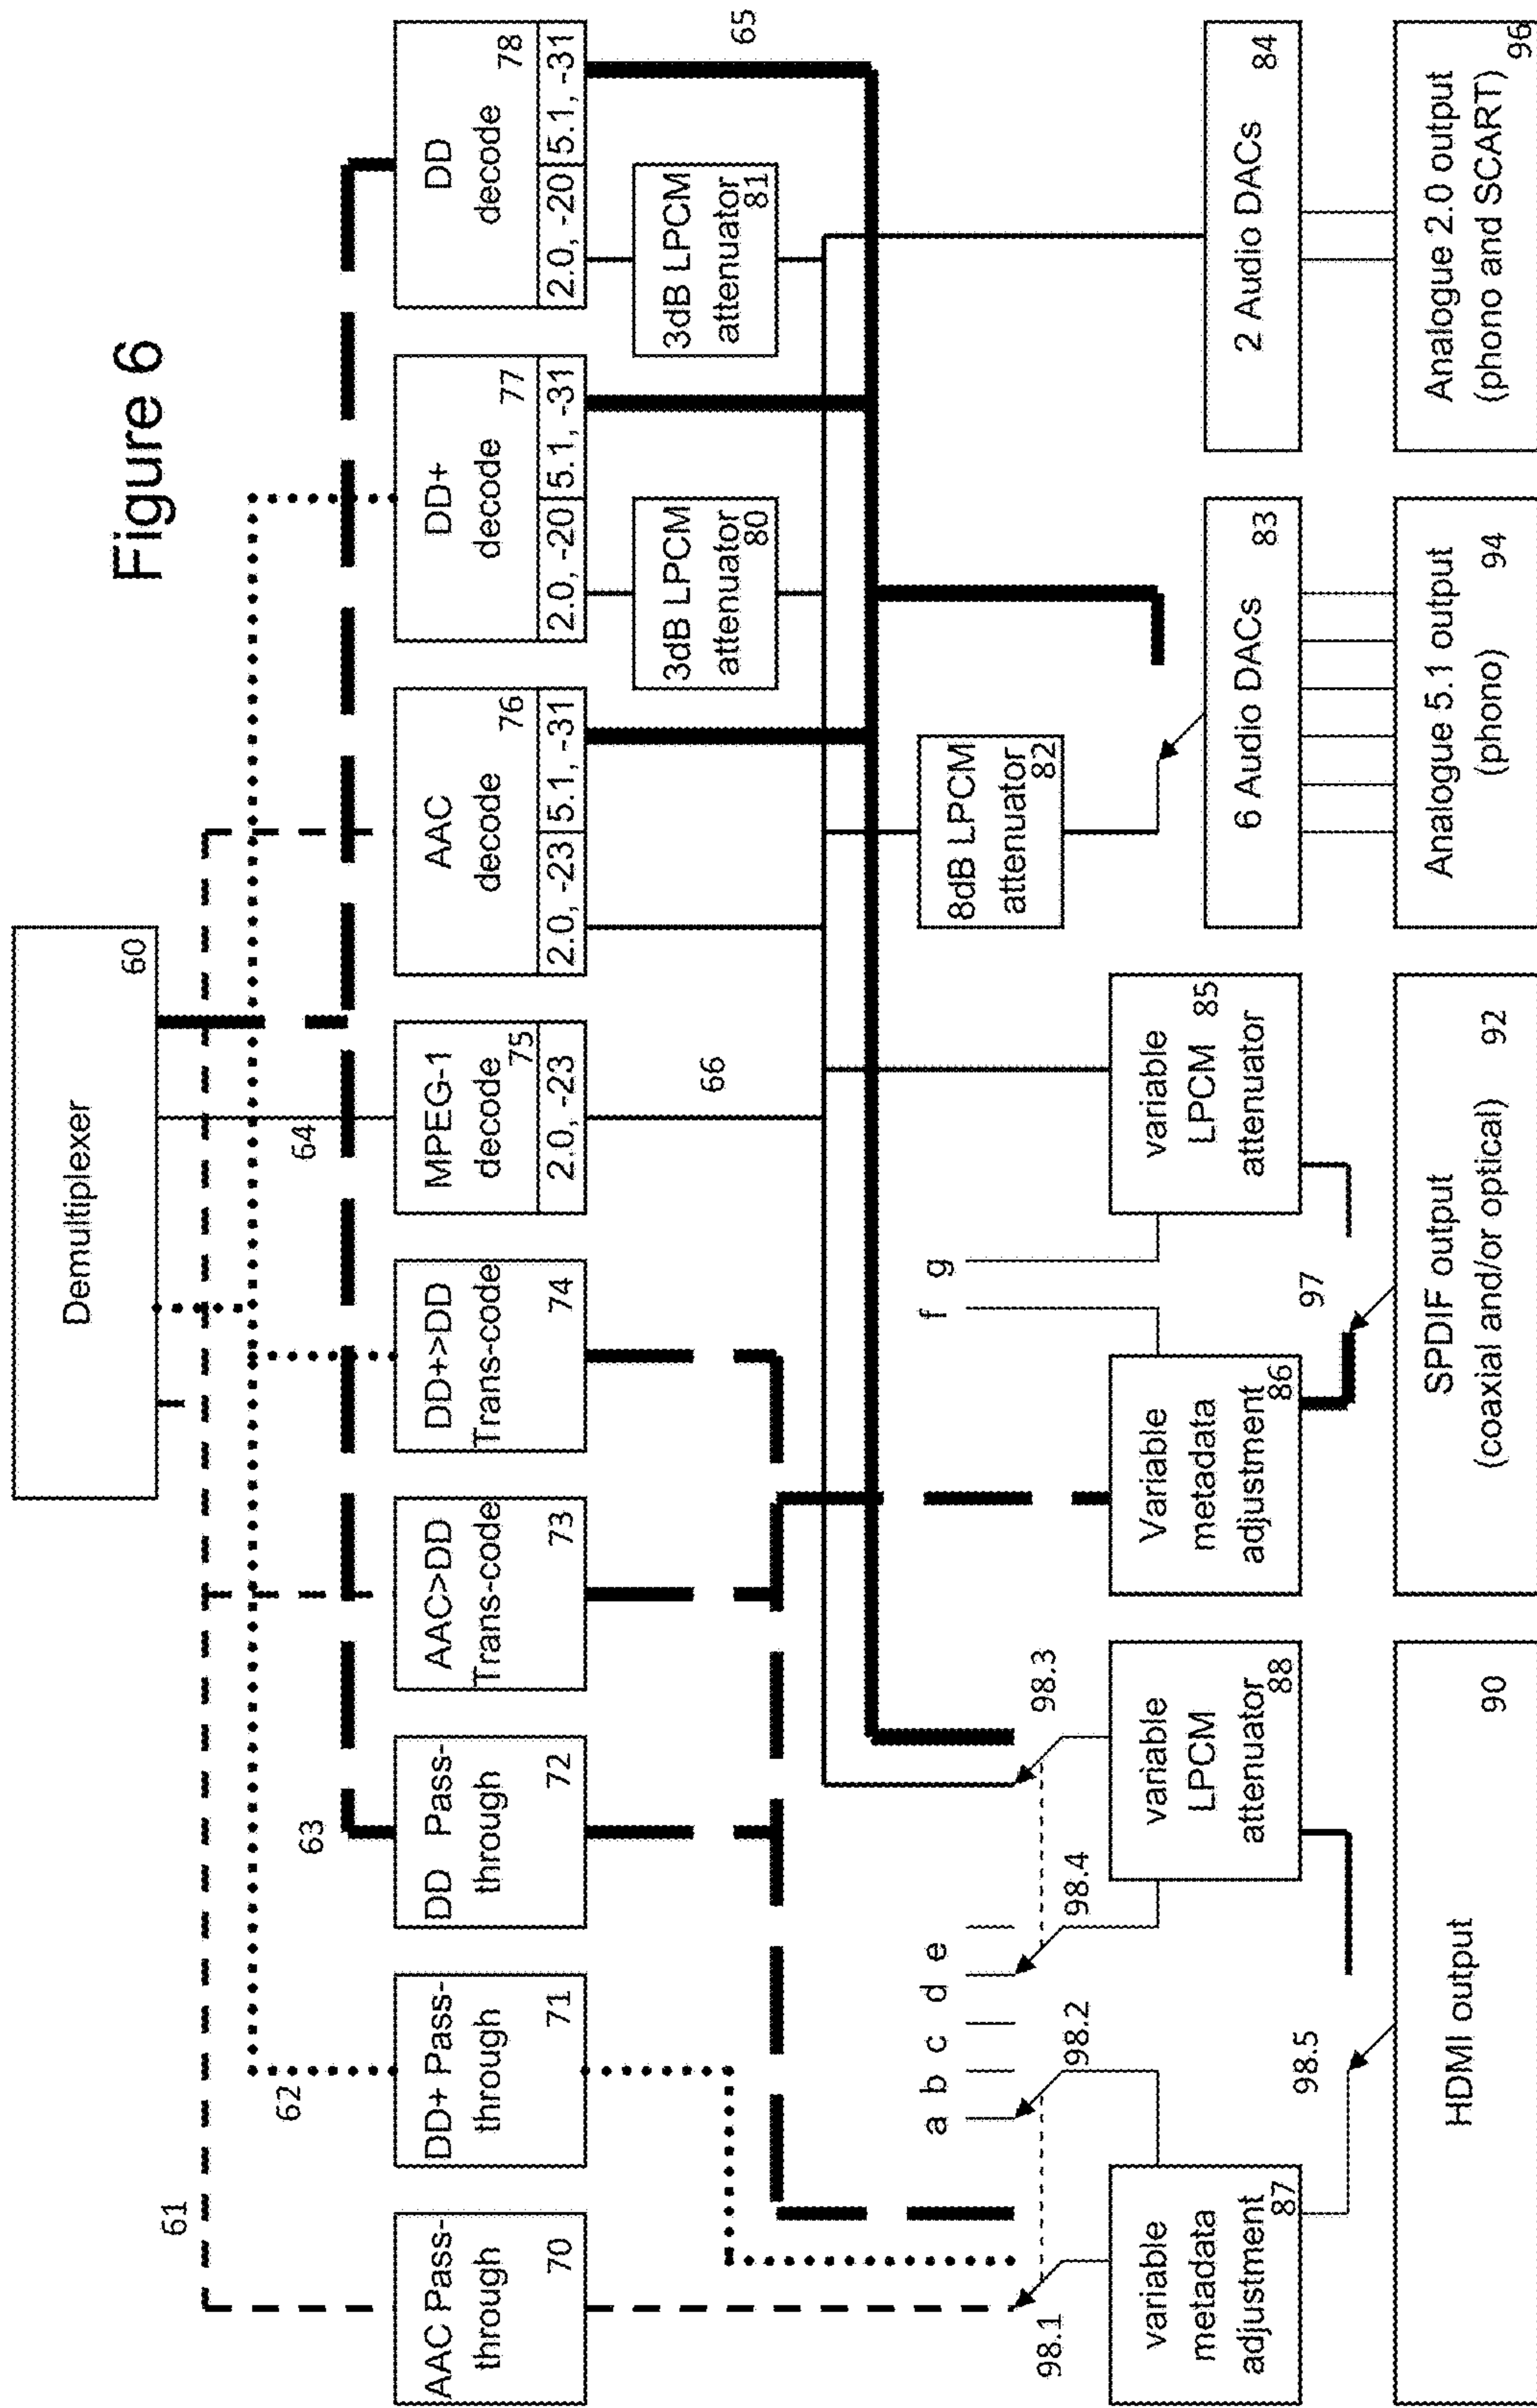 Figure 6
Demultiplexer
60
61
62
63
64
AAC Pass-
through
70
DD+ Pass-
through
71
DD Pass-
through
72
AAC>DD
Trans-code
73
DD+>DD
Trans-code
74
MPEG-1
decode
75
2.0, -23
AAC
decode
76
2.0, -23
5.1, -31
DD+
decode
77
2.0, -20
5.1, -31
DD
decode
78
2.0, -20
5.1, -31
66
65
3dB LPCM
attenuator
80
3dB LPCM
attenuator
81
8dB LPCM
attenuator
82
a
b
c
d
e
f
g
98.1
98.2
98.4
98.3
variable
metadata
adjustment
87
variable
LPCM
attenuator
88
Variable
metadata
adjustment
86
variable
LPCM
85
attenuator
6 Audio DACs
83
2 Audio DACs
84
98.5
97
HDMI output
90
SPDIF output
(coaxial and/or optical)
92
Analogue 5.1 output
(phono)
94
Analogue 2.0 output
(phono and SCART)
96